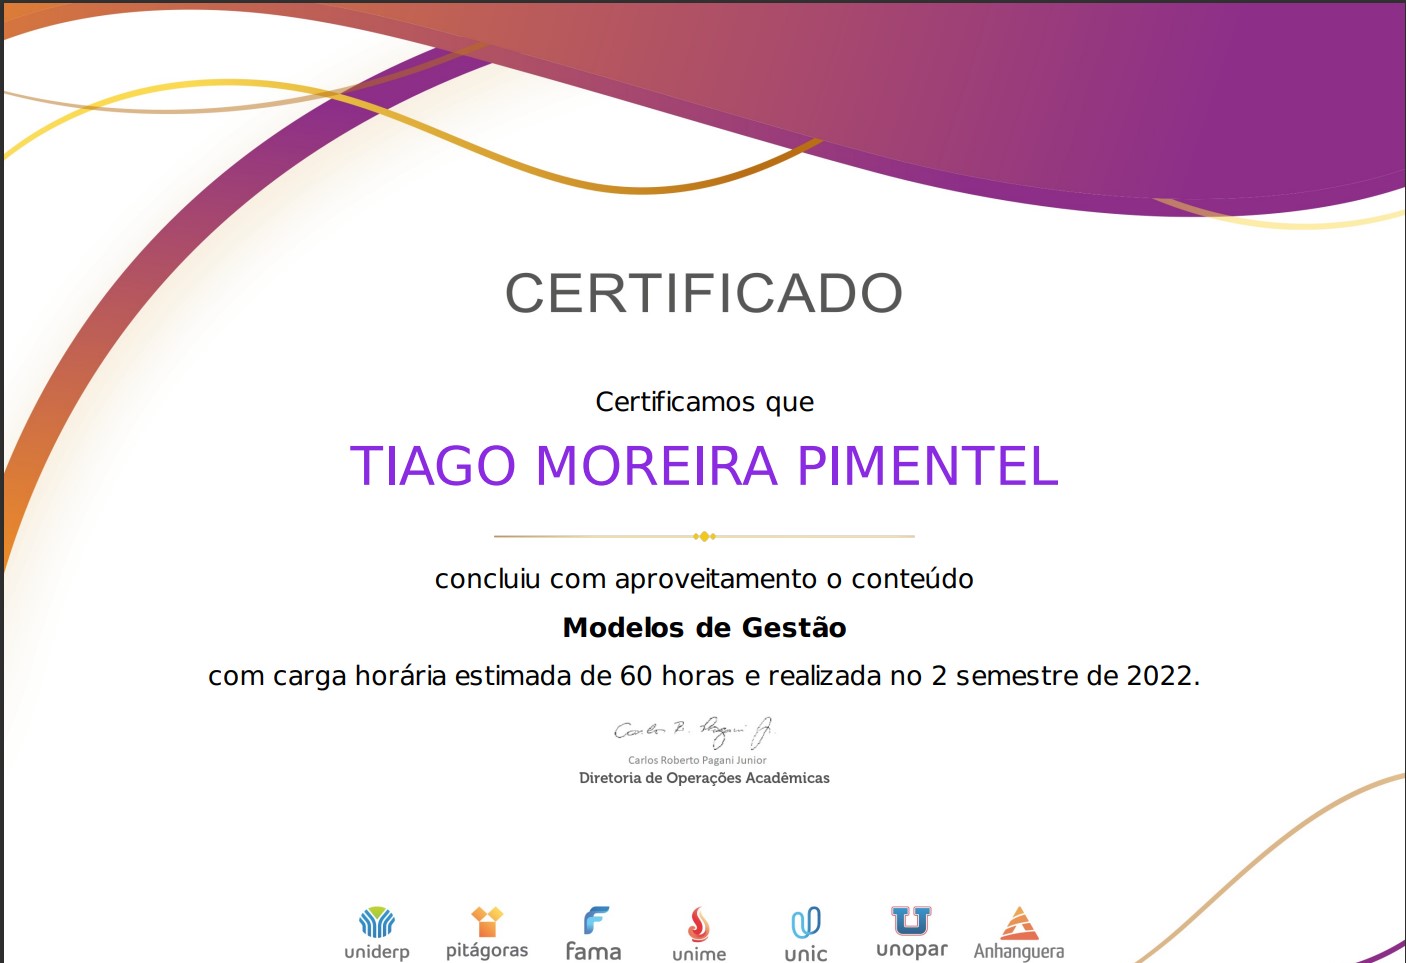 CERTIFICADO
Certificamos que
TIAGO MOREIRA PIMENTEL
concluiu com aproveitamento o conteúdo
Modelos de Gestão
com carga horária estimada de 60 horas e realizada no 2 semestre de 2022.
Carlos R. Pagani Jr.
Carlos Roberto Pagani Junior
Diretoria de Operações Acadêmicas
uniderp pitágoras fama unime unic unopar Anhanguera